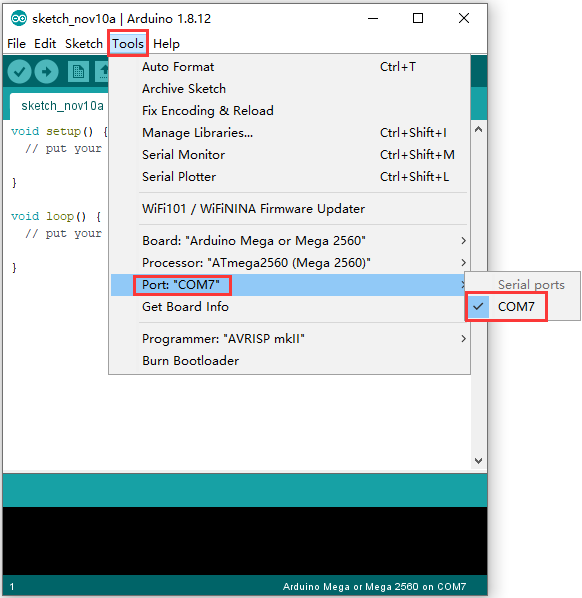 sketch_nov10a | Arduino 1.8.12
File Edit Sketch Tools Help
Auto Format Ctrl+T
Archive Sketch
Fix Encoding & Reload
Manage Libraries... Ctrl+Shift+I
Serial Monitor Ctrl+Shift+M
Serial Plotter Ctrl+Shift+L
WiFi101 / WiFiNINA Firmware Updater
Board: "Arduino Mega or Mega 2560"
Processor: "ATmega2560 (Mega 2560)"
Port: "COM7"
Get Board Info
Programmer: "AVRISP mkII"
Burn Bootloader
Serial ports
COM7
sketch_nov10a
void setup() {
// put your
}
void loop() {
// put your
}
1 Arduino Mega or Mega 2560 on COM7